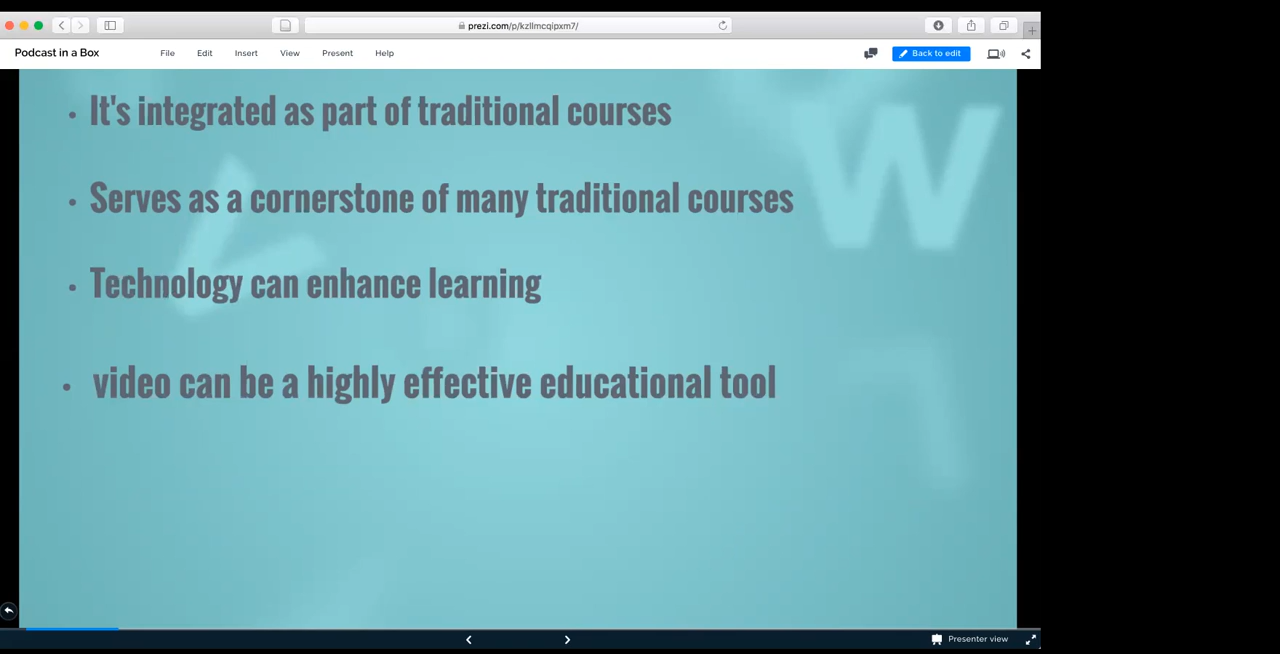 prezi.com/p/kzllmcqipxm7/
Podcast in a Box File Edit Insert View Present Help Back to edit
• It's integrated as part of traditional courses
• Serves as a cornerstone of many traditional courses
• Technology can enhance learning
• video can be a highly effective educational tool
W
Presenter view